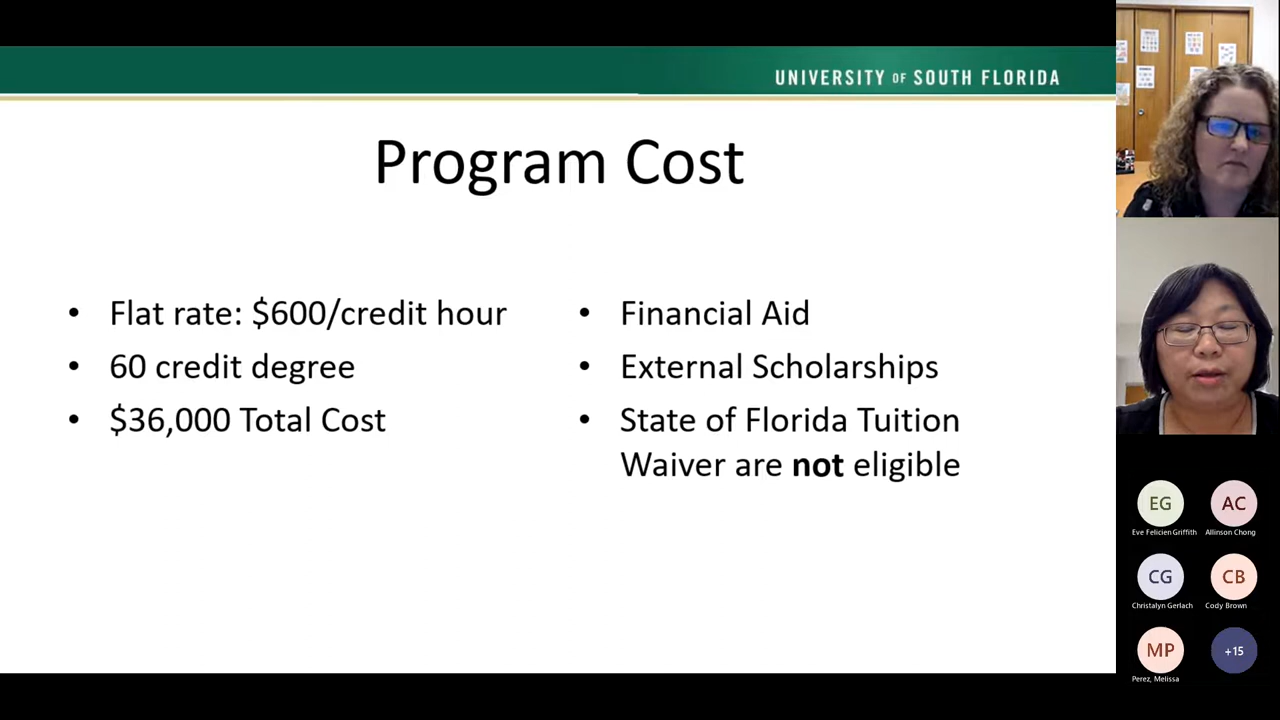 UNIVERSITY OF SOUTH FLORIDA
Program Cost
• Flat rate: $600/credit hour
• 60 credit degree
• $36,000 Total Cost
• Financial Aid
• External Scholarships
• State of Florida Tuition
Waiver are not eligible
EG
Eve Felicien Griffith
AC
Allinson Chong
CG
Christalyn Gerlach
CB
Cody Brown
MP
Perez, Melissa
+15